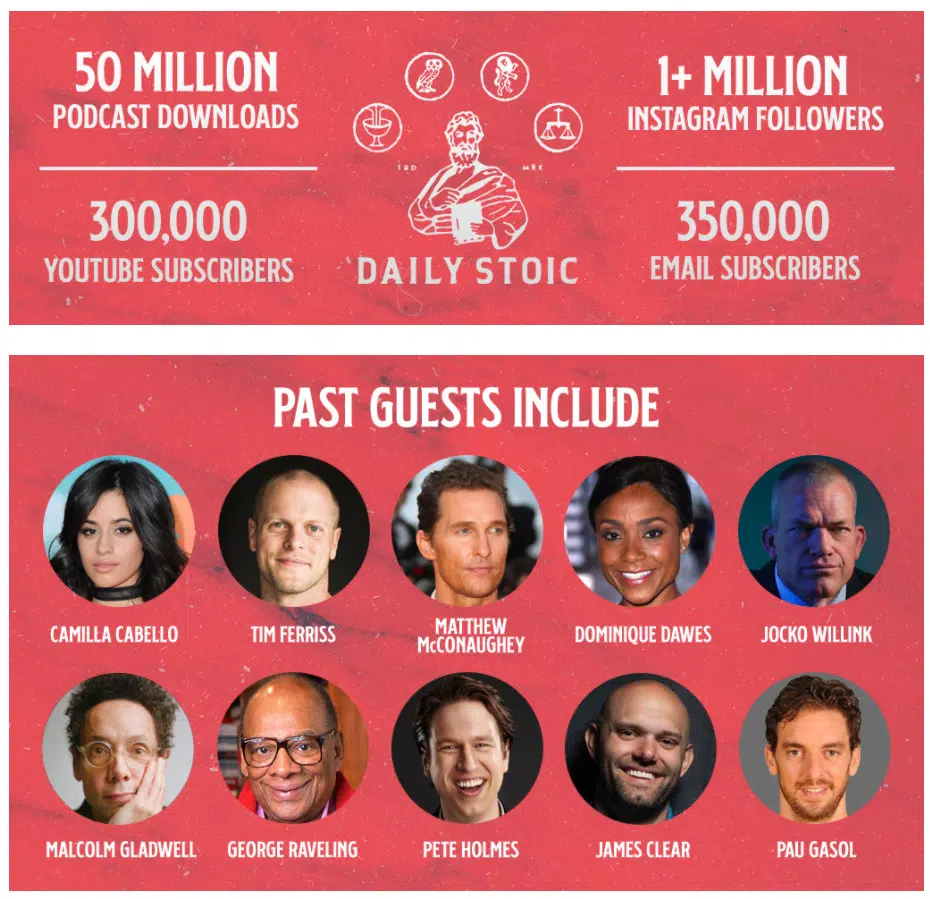 50 MILLION
PODCAST DOWNLOADS
300,000
YOUTUBE SUBSCRIBERS
TRD
MRK
DAILY STOIC
1+ MILLION
INSTAGRAM FOLLOWERS
350,000
EMAIL SUBSCRIBERS
PAST GUESTS INCLUDE
CAMILLA CABELLO
TIM FERRISS
MATTHEW
McCONAUGHEY
DOMINIQUE DAWES
JOCKO WILLINK
MALCOLM GLADWELL
GEORGE RAVELING
PETE HOLMES
JAMES CLEAR
PAU GASOL